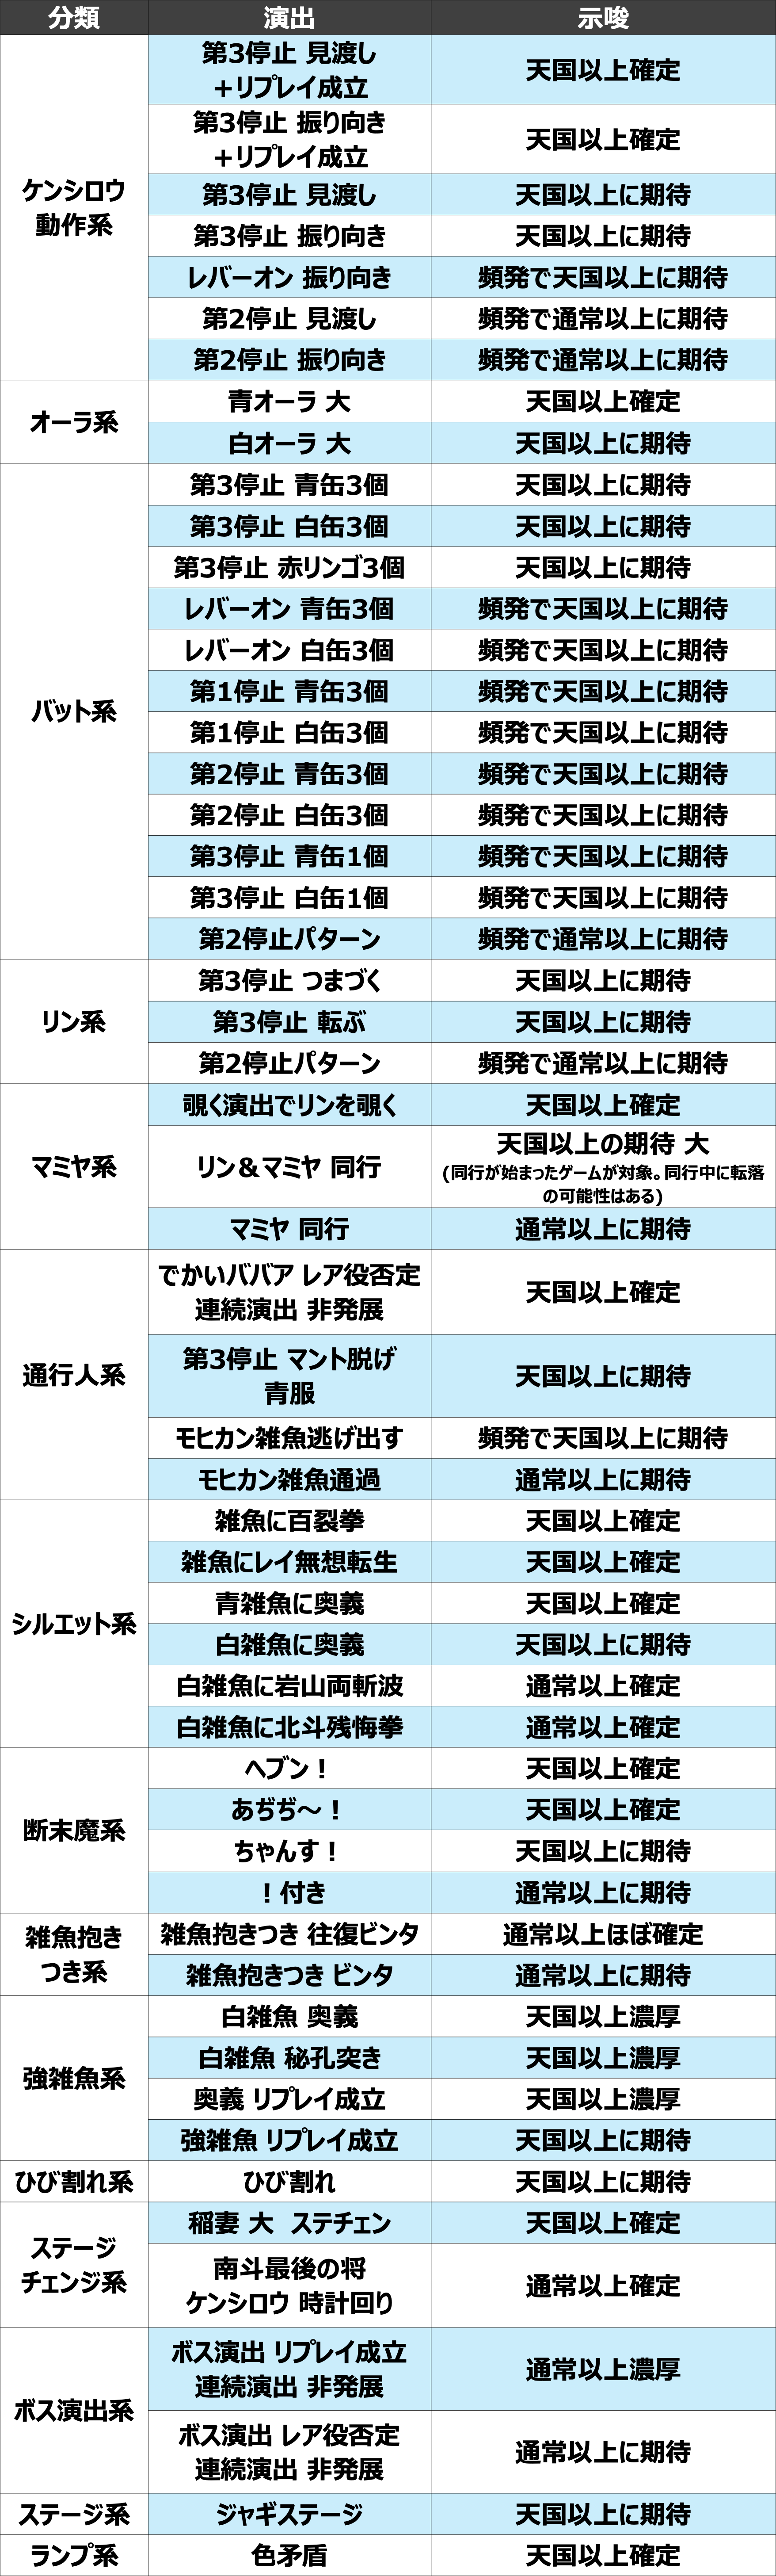 分類 演出 示唆
ケンシロウ
動作系
第3停止 見渡し
＋リプレイ成立
天国以上確定
第3停止 振り向き
＋リプレイ成立
天国以上確定
第3停止 見渡し 天国以上に期待
第3停止 振り向き 天国以上に期待
レバーオン 振り向き 頻発で天国以上に期待
第2停止 見渡し 頻発で通常以上に期待
第2停止 振り向き 頻発で通常以上に期待
オーラ系
青オーラ 大 天国以上確定
白オーラ 大 天国以上に期待
バット系
第3停止 青缶3個 天国以上に期待
第3停止 白缶3個 天国以上に期待
第3停止 赤リンゴ3個 天国以上に期待
レバーオン 青缶3個 頻発で天国以上に期待
レバーオン 白缶3個 頻発で天国以上に期待
第1停止 青缶3個 頻発で天国以上に期待
第1停止 白缶3個 頻発で天国以上に期待
第2停止 青缶3個 頻発で天国以上に期待
第2停止 白缶3個 頻発で天国以上に期待
第3停止 青缶1個 頻発で天国以上に期待
第3停止 白缶1個 頻発で天国以上に期待
第2停止パターン 頻発で通常以上に期待
リン系
第3停止 つまづく 天国以上に期待
第3停止 転ぶ 天国以上に期待
第2停止パターン 頻発で通常以上に期待
マミヤ系
覗く演出でリンを覗く 天国以上確定
リン＆マミヤ 同行
天国以上の期待 大
(同行が始まったゲームが対象。同行中に転落
の可能性はある)
マミヤ 同行 通常以上に期待
通行人系
でかいババア レア役否定
連続演出 非発展
天国以上確定
第3停止 マント脱げ
青服
天国以上に期待
モヒカン雑魚逃げ出す 頻発で天国以上に期待
モヒカン雑魚通過 通常以上に期待
シルエット系
雑魚に百裂拳 天国以上確定
雑魚にレイ無想転生 天国以上確定
青雑魚に奥義 天国以上確定
白雑魚に奥義 天国以上に期待
白雑魚に岩山両斬波 通常以上確定
白雑魚に北斗残悔拳 通常以上確定
断末魔系
ヘブン！ 天国以上確定
あぢぢ～！ 天国以上確定
ちゃんす！ 天国以上に期待
！付き 通常以上に期待
雑魚抱き
つき系
雑魚抱きつき 往復ビンタ 通常以上ほぼ確定
雑魚抱きつき ビンタ 通常以上に期待
強雑魚系
白雑魚 奥義 天国以上濃厚
白雑魚 秘孔突き 天国以上濃厚
奥義 リプレイ成立 天国以上濃厚
強雑魚 リプレイ成立 天国以上に期待
ひび割れ系 ひび割れ 天国以上に期待
ステージ
チェンジ系
稲妻 大 ステチェン 天国以上確定
南斗最後の将
ケンシロウ 時計回り
通常以上確定
ボス演出系
ボス演出 リプレイ成立
連続演出 非発展
通常以上濃厚
ボス演出 レア役否定
連続演出 非発展
通常以上に期待
ステージ系 ジャギステージ 天国以上に期待
ランプ系 色矛盾 天国以上確定